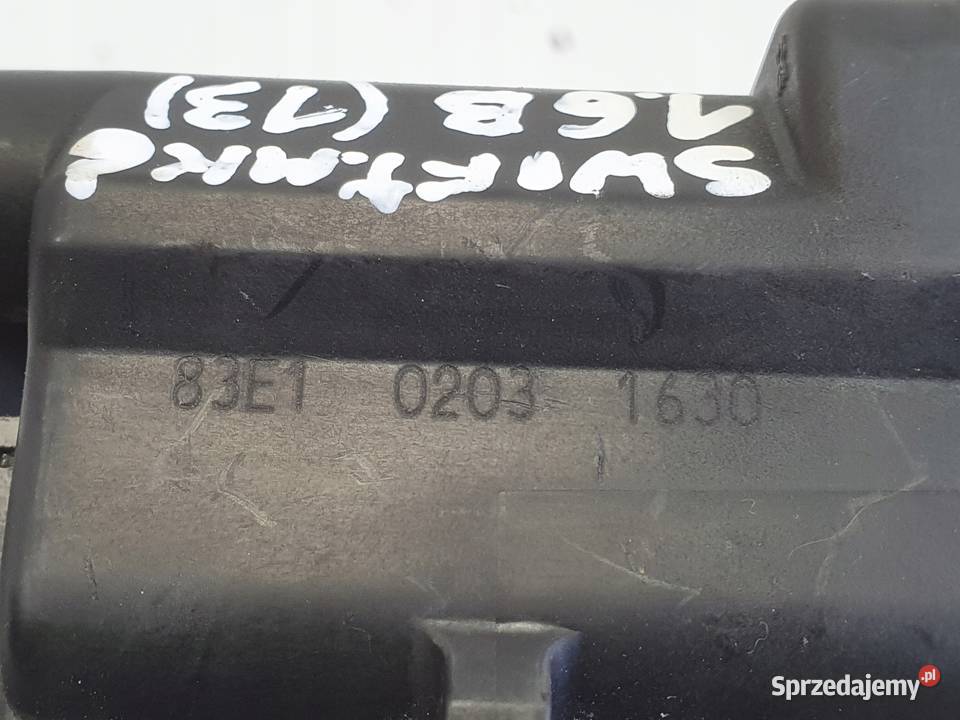 SWIFT.MK6
1.6B (13)
83E1 0203 1630
Sprzedajemy.pl